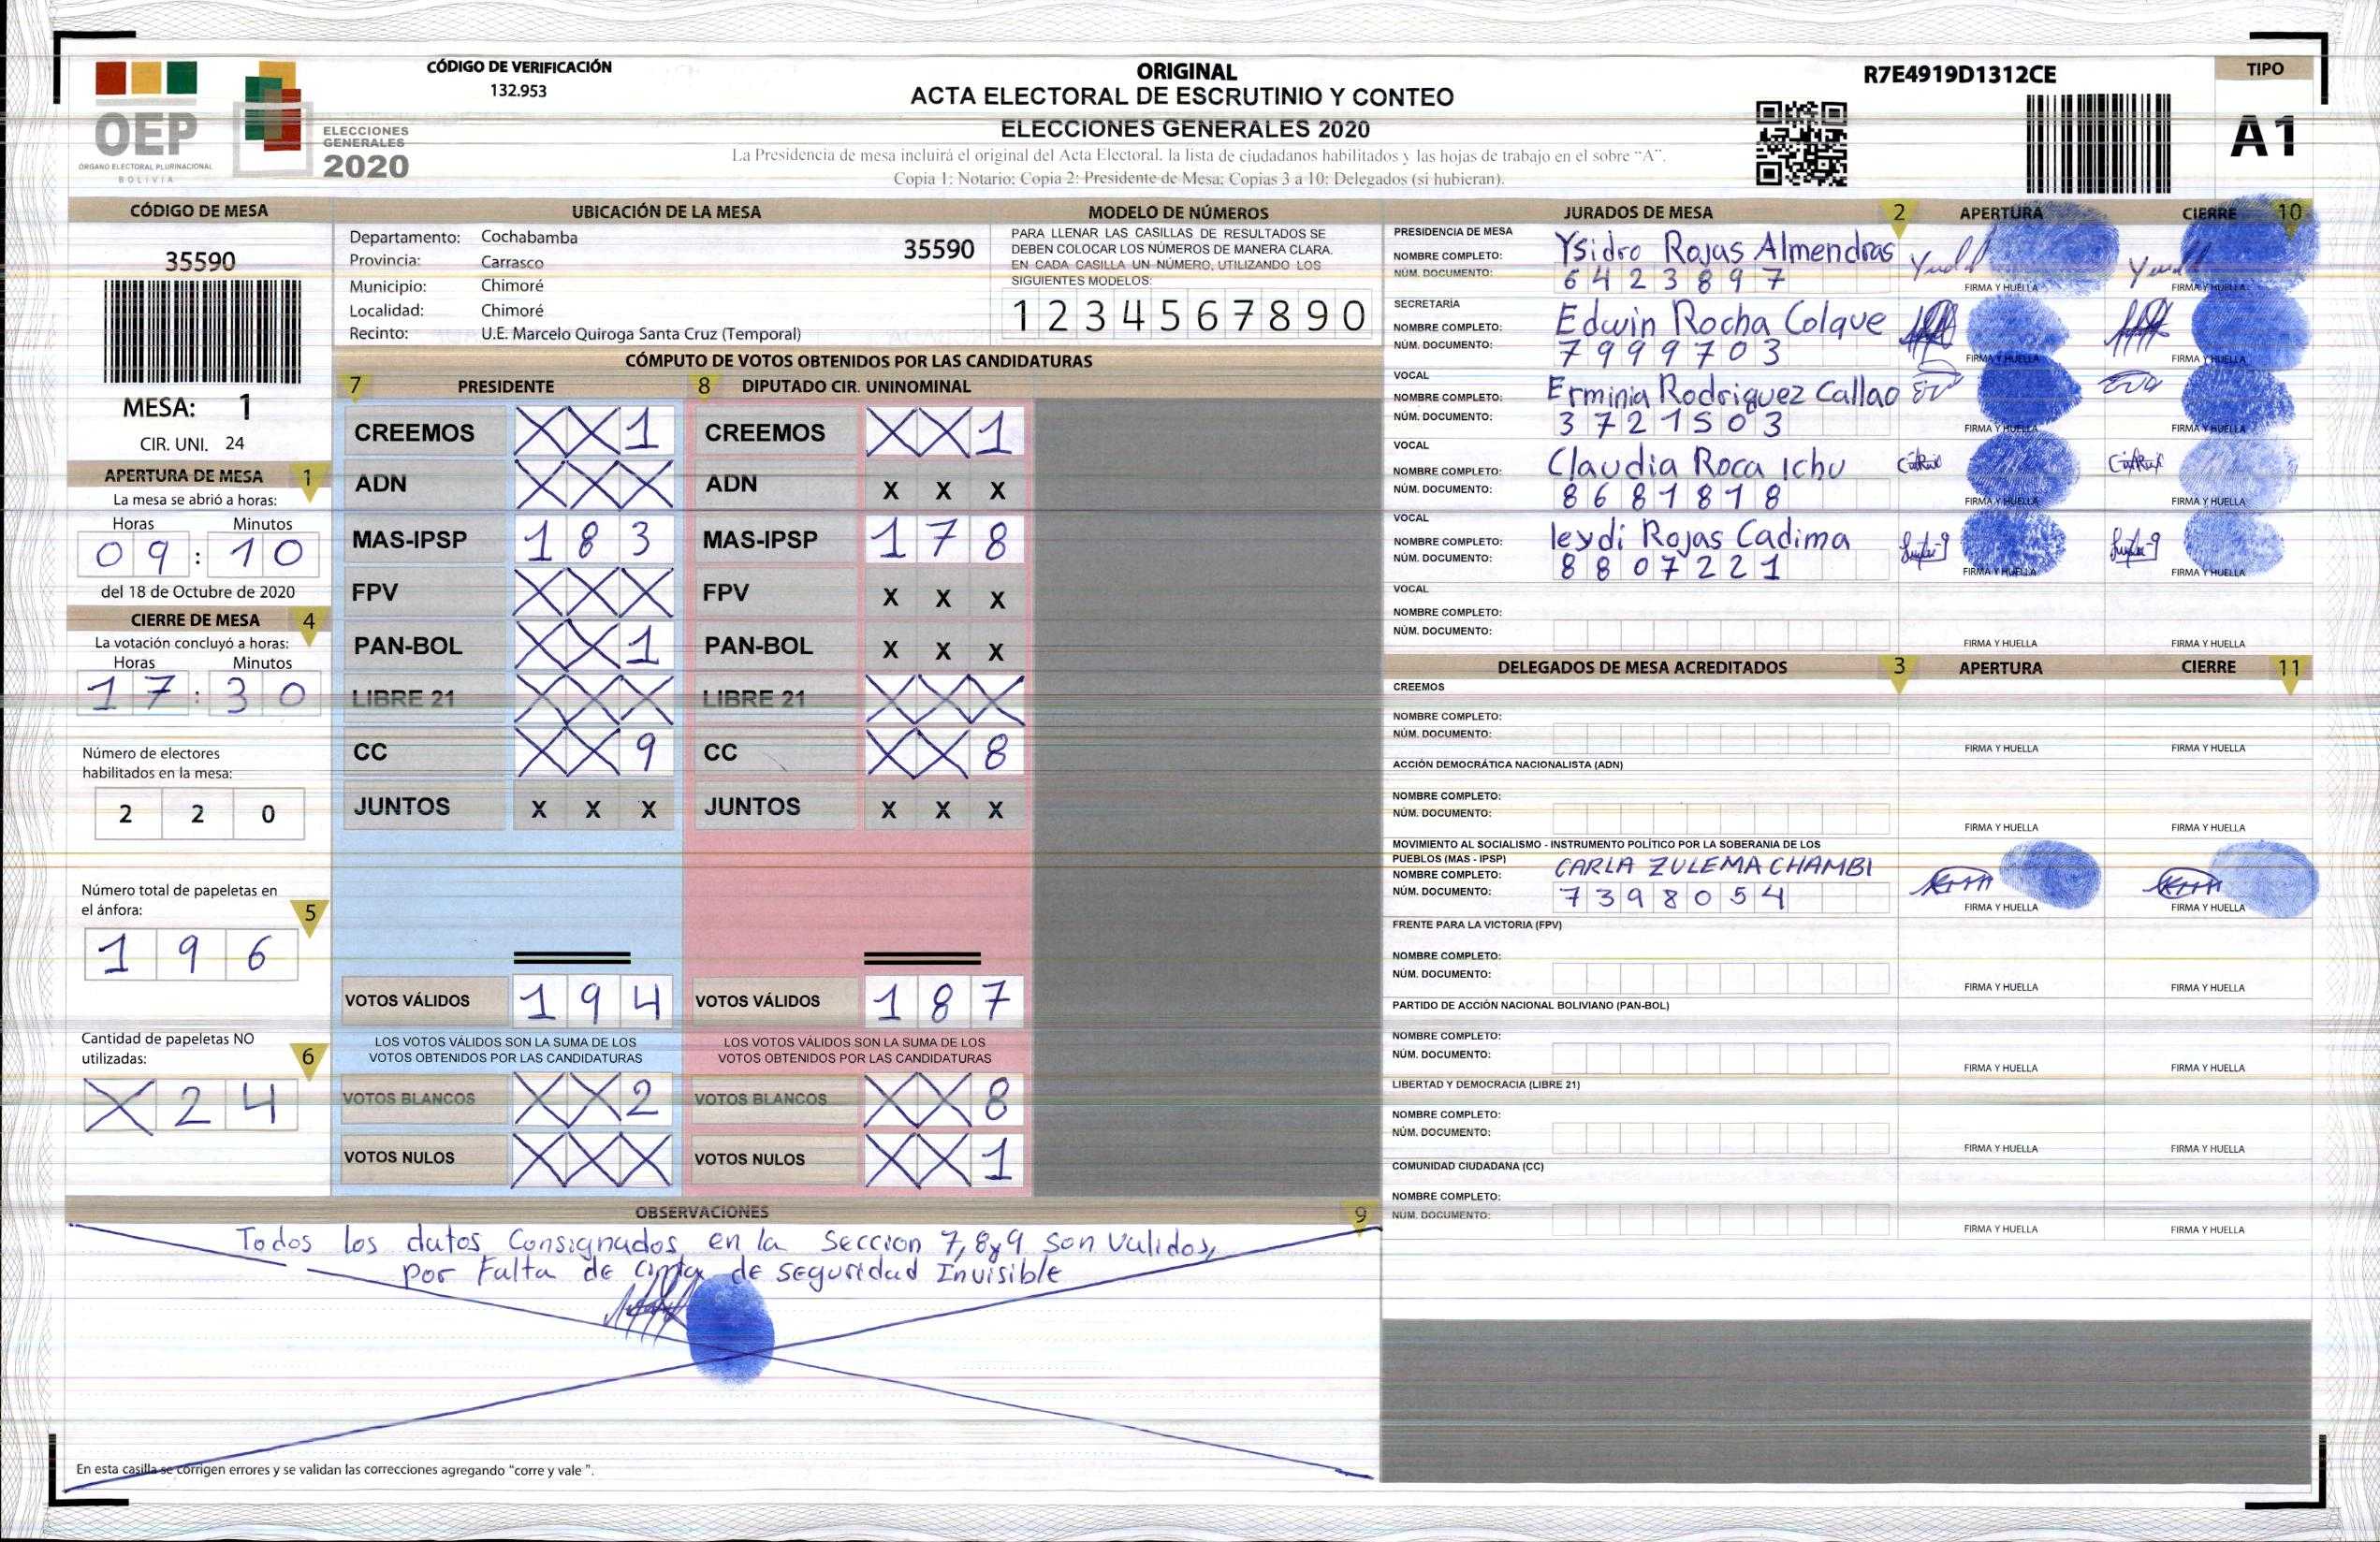 CÓDIGO DE VERIFICACIÓN
132.953
ORIGINAL
ACTA ELECTORAL DE ESCRUTINIO Y CONTEO
ELECCIONES GENERALES 2020
La Presidencia de mesa incluirá el original del Acta Electoral, la lista de ciudadanos habilitados y las hojas de trabajo en el sobre "A".
Copia 1: Notario; Copia 2: Presidente de Mesa; Copias 3 a 10: Delegados (si hubieran).
R7E4919D1312CE
TIPO
A1
OEP
ÓRGANO ELECTORAL PLURINACIONAL
BOLIVIA
ELECCIONES
GENERALES
2020
CÓDIGO DE MESA
35590
MESA: 1
CIR. UNI. 24
APERTURA DE MESA 1
La mesa se abrió a horas:
Horas Minutos
09:10
del 18 de Octubre de 2020
CIERRE DE MESA 4
La votación concluyó a horas:
Horas Minutos
17:30
Número de electores
habilitados en la mesa:
2 2 0
Número total de papeletas en
el ánfora: 5
1 9 6
Cantidad de papeletas NO
utilizadas: 6
X 2 4
UBICACIÓN DE LA MESA
Departamento: Cochabamba 35590
Provincia: Carrasco
Municipio: Chimoré
Localidad: Chimoré
Recinto: U.E. Marcelo Quiroga Santa Cruz (Temporal)
MODELO DE NÚMEROS
PARA LLENAR LAS CASILLAS DE RESULTADOS SE
DEBEN COLOCAR LOS NÚMEROS DE MANERA CLARA.
EN CADA CASILLA UN NÚMERO, UTILIZANDO LOS
SIGUIENTES MODELOS:
1 2 3 4 5 6 7 8 9 0
CÓMPUTO DE VOTOS OBTENIDOS POR LAS CANDIDATURAS
7 PRESIDENTE 8 DIPUTADO CIR. UNINOMINAL
CREEMOS X X 1 CREEMOS X X 1
ADN X X X ADN X X X
MAS-IPSP 1 8 3 MAS-IPSP 1 7 8
FPV X X X FPV X X X
PAN-BOL X X 1 PAN-BOL X X X
LIBRE 21 X X X LIBRE 21 X X X
CC X X 9 CC X X 8
JUNTOS X X X JUNTOS X X X
VOTOS VÁLIDOS 1 9 4 VOTOS VÁLIDOS 1 8 7
LOS VOTOS VÁLIDOS SON LA SUMA DE LOS LOS VOTOS VÁLIDOS SON LA SUMA DE LOS
VOTOS OBTENIDOS POR LAS CANDIDATURAS VOTOS OBTENIDOS POR LAS CANDIDATURAS
VOTOS BLANCOS X X 2 VOTOS BLANCOS X X 8
VOTOS NULOS X X X VOTOS NULOS X X 1
OBSERVACIONES 9
Todos los datos Consignados en la Seccion 7,8y9 son Validos,
por Falta de cinta de seguridad Invisible
En esta casilla se corrigen errores y se validan las correcciones agregando "corre y vale ".
JURADOS DE MESA 2 APERTURA CIERRE 10
PRESIDENCIA DE MESA
NOMBRE COMPLETO: Ysidro Rojas Almendras
NÚM. DOCUMENTO: 6423897
FIRMA Y HUELLA FIRMA Y HUELLA
SECRETARÍA
NOMBRE COMPLETO: Edwin Rocha Colque
NÚM. DOCUMENTO: 7999703
FIRMA Y HUELLA FIRMA Y HUELLA
VOCAL
NOMBRE COMPLETO: Erminia Rodriguez Callao
NÚM. DOCUMENTO: 3721503
FIRMA Y HUELLA FIRMA Y HUELLA
VOCAL
NOMBRE COMPLETO: Claudia Roca Ichu
NÚM. DOCUMENTO: 8681818
FIRMA Y HUELLA FIRMA Y HUELLA
VOCAL
NOMBRE COMPLETO: leydi Rojas Cadima
NÚM. DOCUMENTO: 8807221
FIRMA Y HUELLA FIRMA Y HUELLA
VOCAL
NOMBRE COMPLETO:
NÚM. DOCUMENTO:
FIRMA Y HUELLA FIRMA Y HUELLA
DELEGADOS DE MESA ACREDITADOS 3 APERTURA CIERRE 11
CREEMOS
NOMBRE COMPLETO:
NÚM. DOCUMENTO:
FIRMA Y HUELLA FIRMA Y HUELLA
ACCIÓN DEMOCRÁTICA NACIONALISTA (ADN)
NOMBRE COMPLETO:
NÚM. DOCUMENTO:
FIRMA Y HUELLA FIRMA Y HUELLA
MOVIMIENTO AL SOCIALISMO - INSTRUMENTO POLÍTICO POR LA SOBERANIA DE LOS
PUEBLOS (MAS - IPSP)
NOMBRE COMPLETO: CARLA ZULEMA CHAMBI
NÚM. DOCUMENTO: 7398054
FIRMA Y HUELLA FIRMA Y HUELLA
FRENTE PARA LA VICTORIA (FPV)
NOMBRE COMPLETO:
NÚM. DOCUMENTO:
FIRMA Y HUELLA FIRMA Y HUELLA
PARTIDO DE ACCIÓN NACIONAL BOLIVIANO (PAN-BOL)
NOMBRE COMPLETO:
NÚM. DOCUMENTO:
FIRMA Y HUELLA FIRMA Y HUELLA
LIBERTAD Y DEMOCRACIA (LIBRE 21)
NOMBRE COMPLETO:
NÚM. DOCUMENTO:
FIRMA Y HUELLA FIRMA Y HUELLA
COMUNIDAD CIUDADANA (CC)
NOMBRE COMPLETO:
NÚM. DOCUMENTO:
FIRMA Y HUELLA FIRMA Y HUELLA